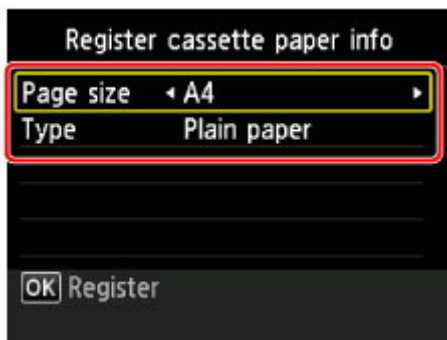 Register cassette paper info
Page size A4
Type Plain paper
OK Register